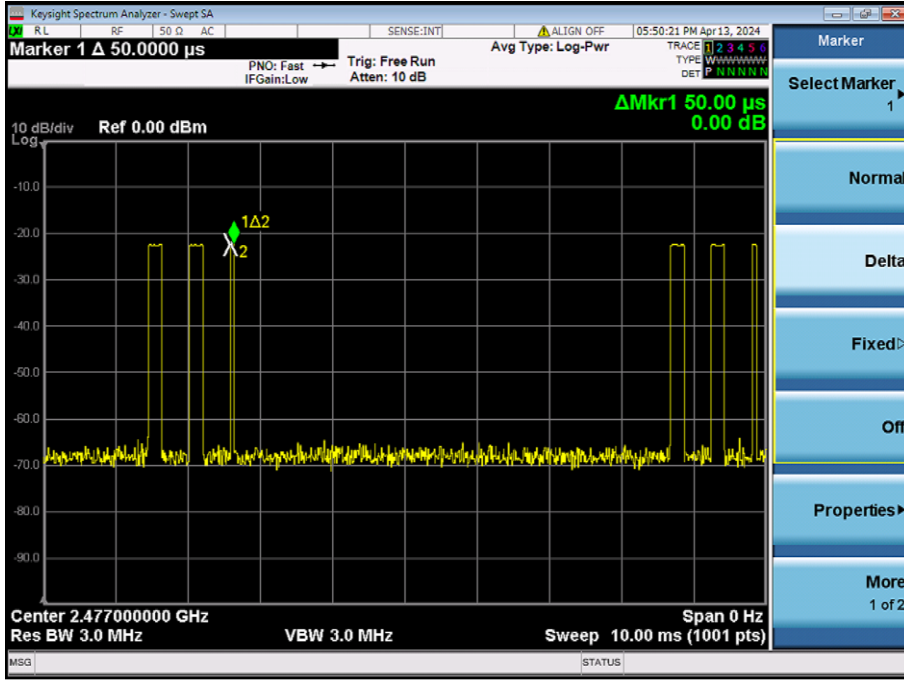 Keysight Spectrum Analyzer - Swept SA
LXI RL RF 50 Ω AC SENSE:INT ALIGN OFF 05:50:21 PM Apr 13, 2024
Marker 1 Δ 50.0000 µs
PNO: Fast
IFGain:Low
Trig: Free Run
Atten: 10 dB
Avg Type: Log-Pwr
TRACE 1 2 3 4 5 6
TYPE WWWWWW
DET P N N N N N
ΔMkr1 50.00 µs
0.00 dB
10 dB/div Ref 0.00 dBm
Log
-10.0
-20.0
-30.0
-40.0
-50.0
-60.0
-70.0
-80.0
-90.0
1Δ2
2
Center 2.477000000 GHz Span 0 Hz
Res BW 3.0 MHz VBW 3.0 MHz Sweep 10.00 ms (1001 pts)
MSG STATUS
Marker
Select Marker
1
Normal
Delta
Fixed
Off
Properties
More
1 of 2